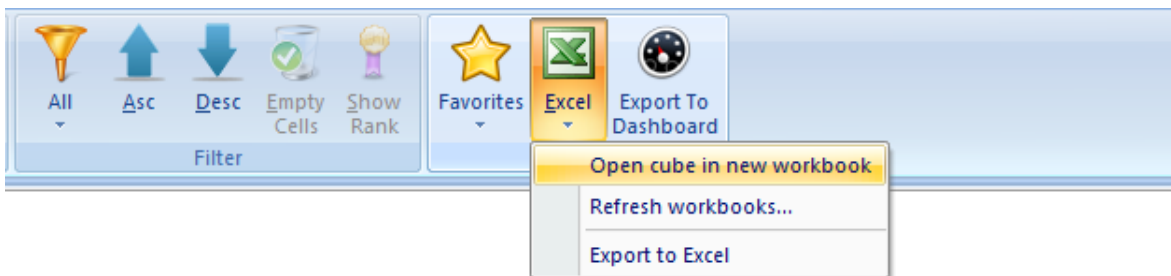 All Asc Desc Empty Show Favorites Excel Export To
Cells Rank Dashboard
Filter
Open cube in new workbook
Refresh workbooks...
Export to Excel